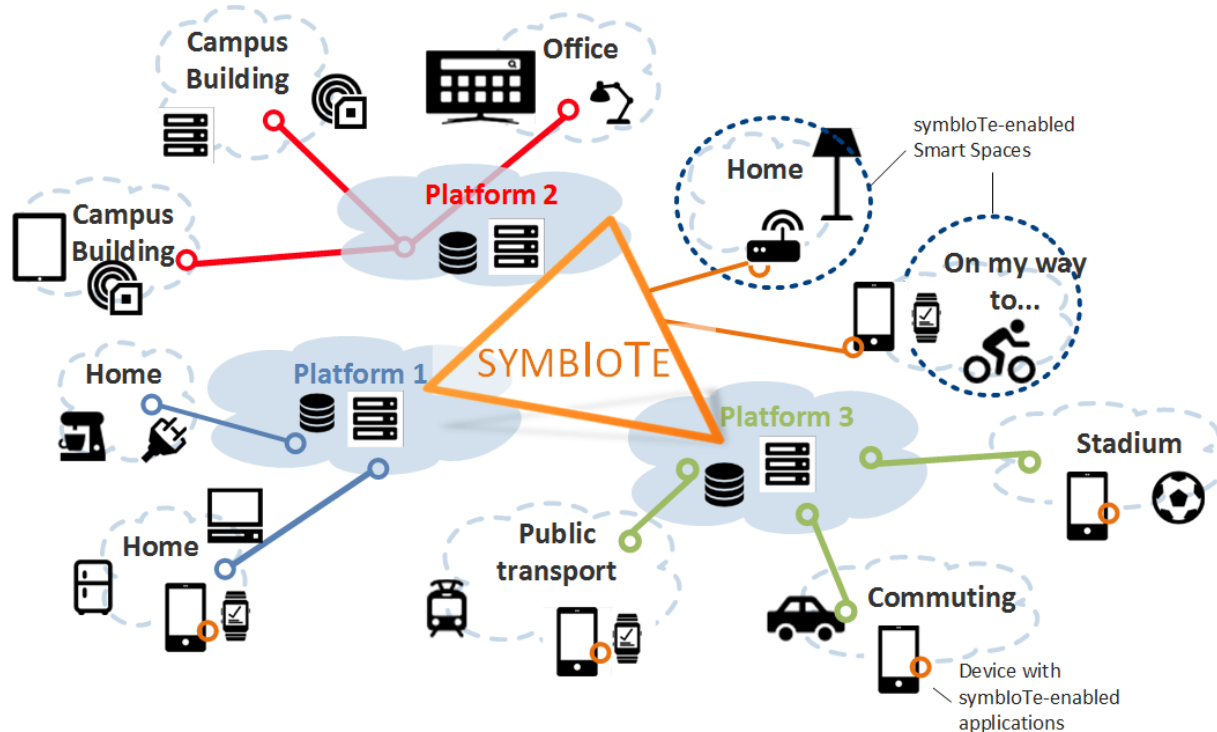 Campus
Building
Office
symbIoTe-enabled
Smart Spaces
Home
Platform 2
Campus
Building
On my way
to...
SYMBIOTE
Home
Platform 1
Platform 3
Stadium
Home
Public
transport
Commuting
Device with
symbIoTe-enabled
applications